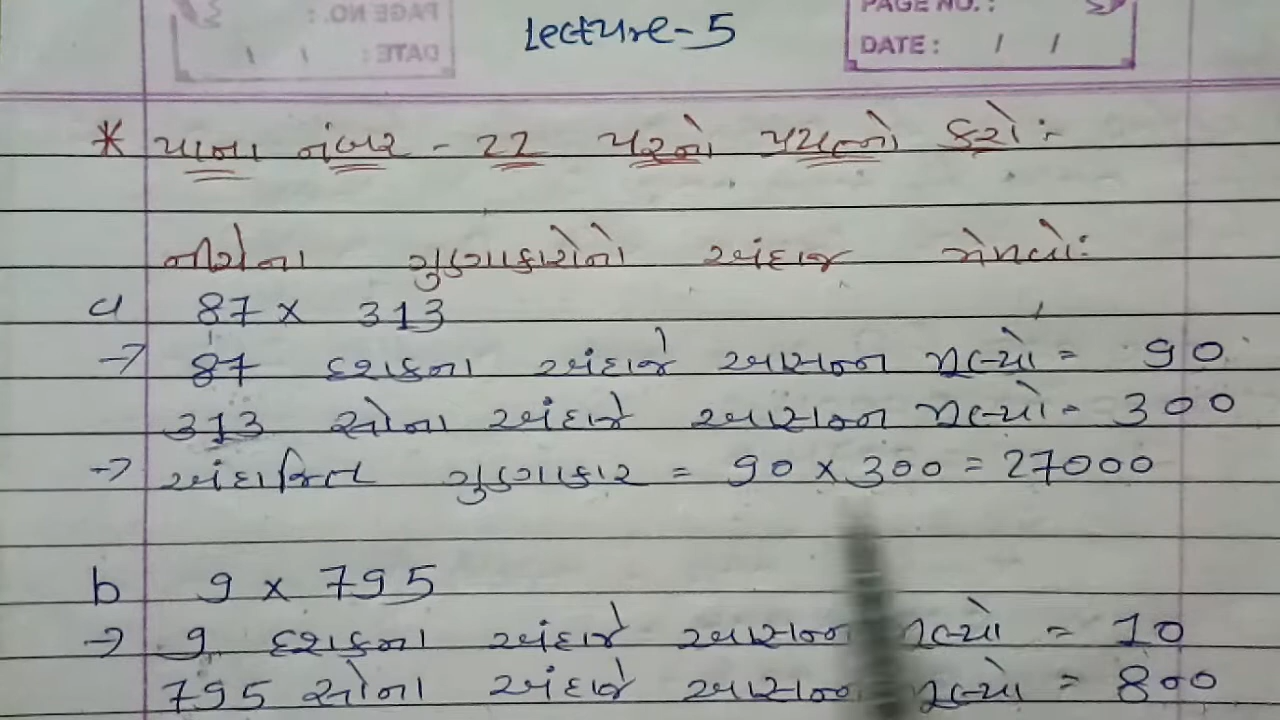 PAGE NO. :
DATE : / /
PAGE NO. :
Lecture-5
DATE : / /
* પાના નંબર - 22 પરનો પ્રયત્નો કરો :-
નીચેના ગુણાકારોનો અંદાજ મેળવો:
a 87 × 313
→ 87 દશકના અંદાજે આસન્ન મૂલ્યો = 90
313 સોના અંદાજે આસન્ન મૂલ્યો = 300
→ અંદાજિત ગુણાકાર = 90 × 300 = 27000
b 9 × 795
→ 9 દશકના અંદાજે આસન્ન મૂલ્યો = 10
795 સોના અંદાજે આસન્ન મૂલ્યો = 800